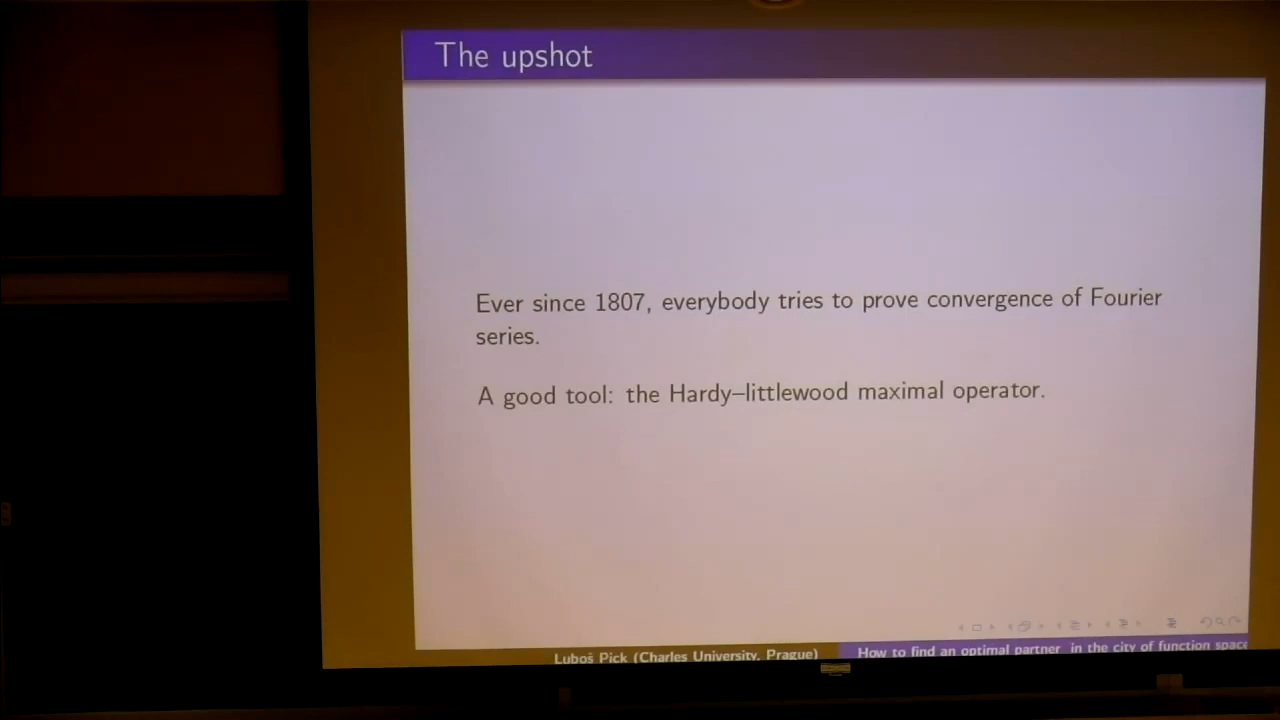 The upshot
Ever since 1807, everybody tries to prove convergence of Fourier
series.
A good tool: the Hardy–littlewood maximal operator.
Luboš Pick (Charles University, Prague)
How to find an optimal partner in the city of function space